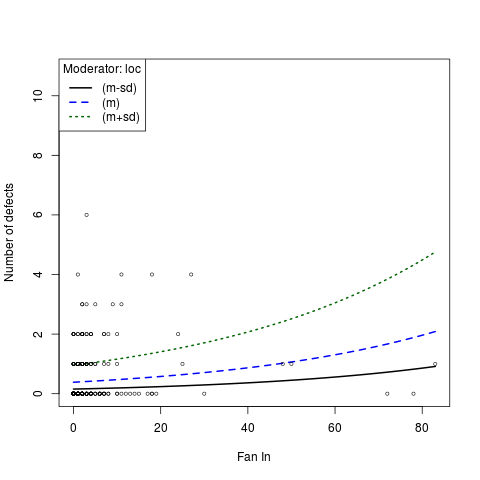 Moderator: loc
(m-sd)
(m)
(m+sd)
10
8
6
4
2
0
Number of defects
0 20 40 60 80
Fan In